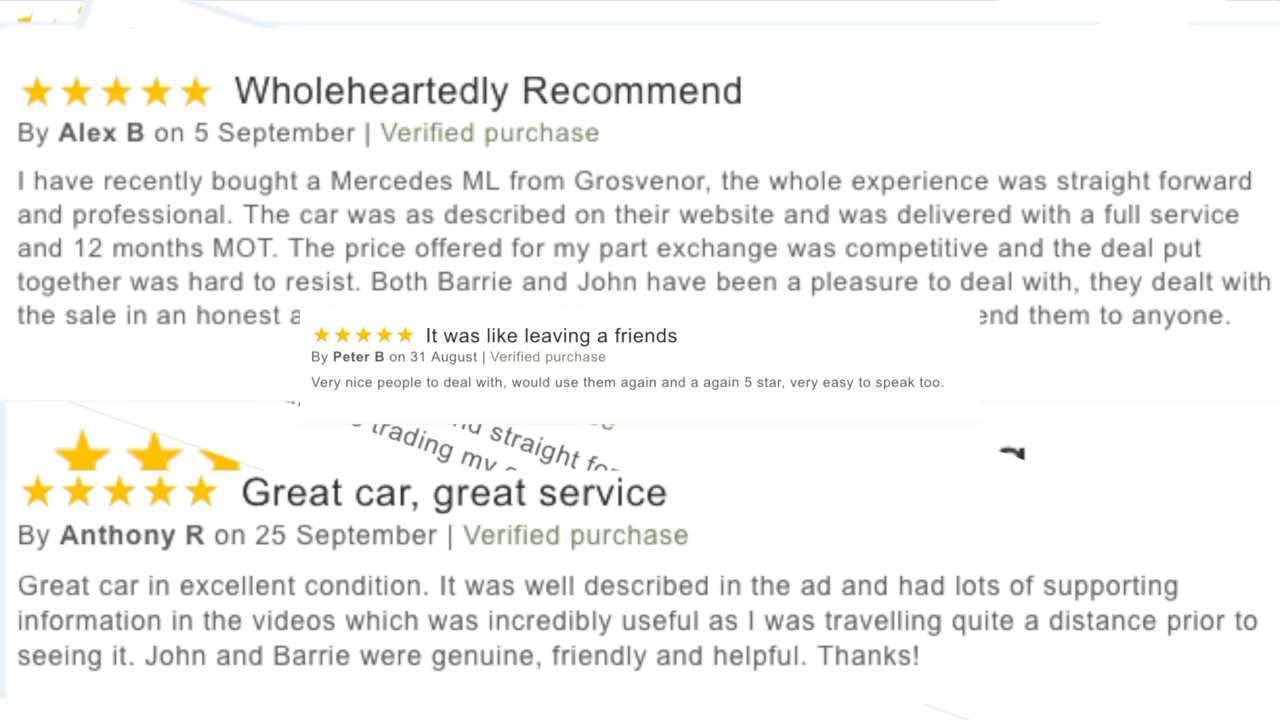 Wholeheartedly Recommend
By Alex B on 5 September | Verified purchase
I have recently bought a Mercedes ML from Grosvenor, the whole experience was straight forward
and professional. The car was as described on their website and was delivered with a full service
and 12 months MOT. The price offered for my part exchange was competitive and the deal put
together was hard to resist. Both Barrie and John have been a pleasure to deal with, they dealt with
the sale in an honest them to anyone.
It was like leaving a friends
By Peter B on 31 August | Verified purchase
Very nice people to deal with, would use them again and a again 5 star, very easy to speak too.
straight
trading my
Great car, great service
By Anthony R on 25 September | Verified purchase
Great car in excellent condition. It was well described in the ad and had lots of supporting
information in the videos which was incredibly useful as I was travelling quite a distance prior to
seeing it. John and Barrie were genuine, friendly and helpful. Thanks!